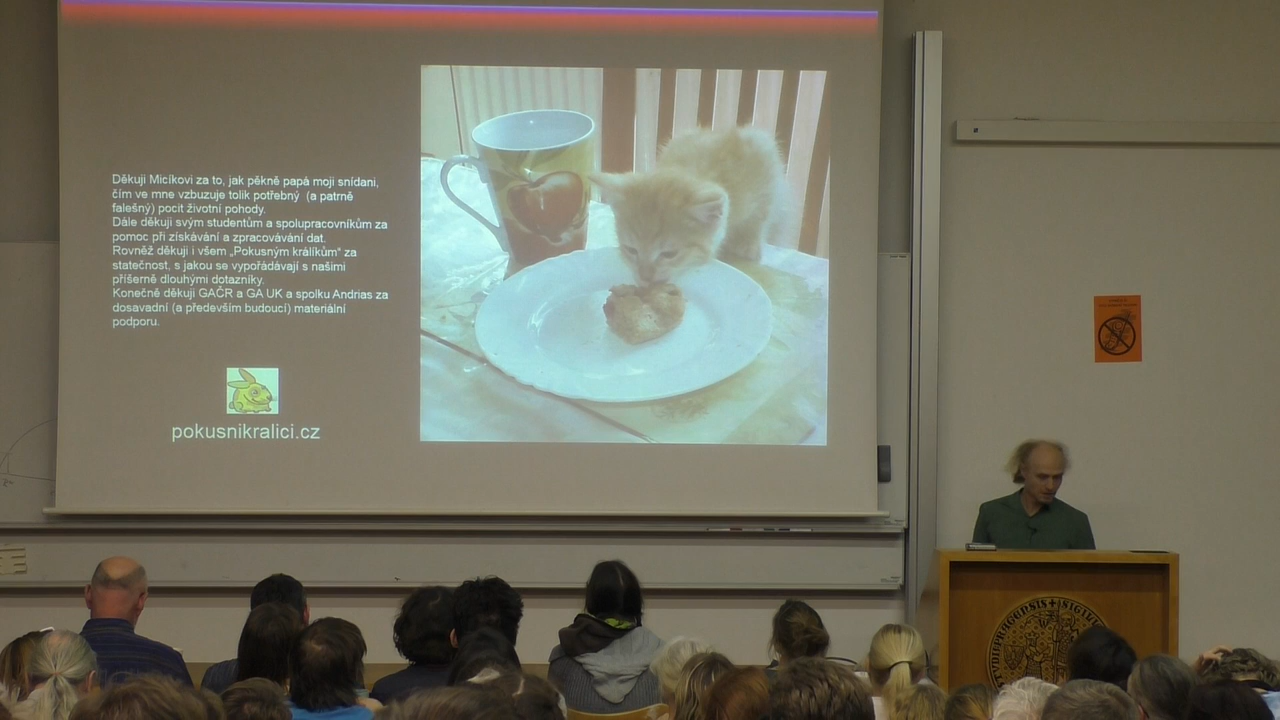 Děkuji Micíkovi za to, jak pěkně papá moji snídani,
čím ve mne vzbuzuje tolik potřebný (a patrně
falešný) pocit životní pohody.
Dále děkuji svým studentům a spolupracovníkům za
pomoc při získávání a zpracovávání dat.
Rovněž děkuji i všem „Pokusným králíkům“ za
statečnost, s jakou se vypořádávají s našimi
příšerně dlouhými dotazníky.
Konečně děkuji GAČR a GA UK a spolku Andrias za
dosavadní (a především budoucí) materiální
podporu.
pokusnikralici.cz